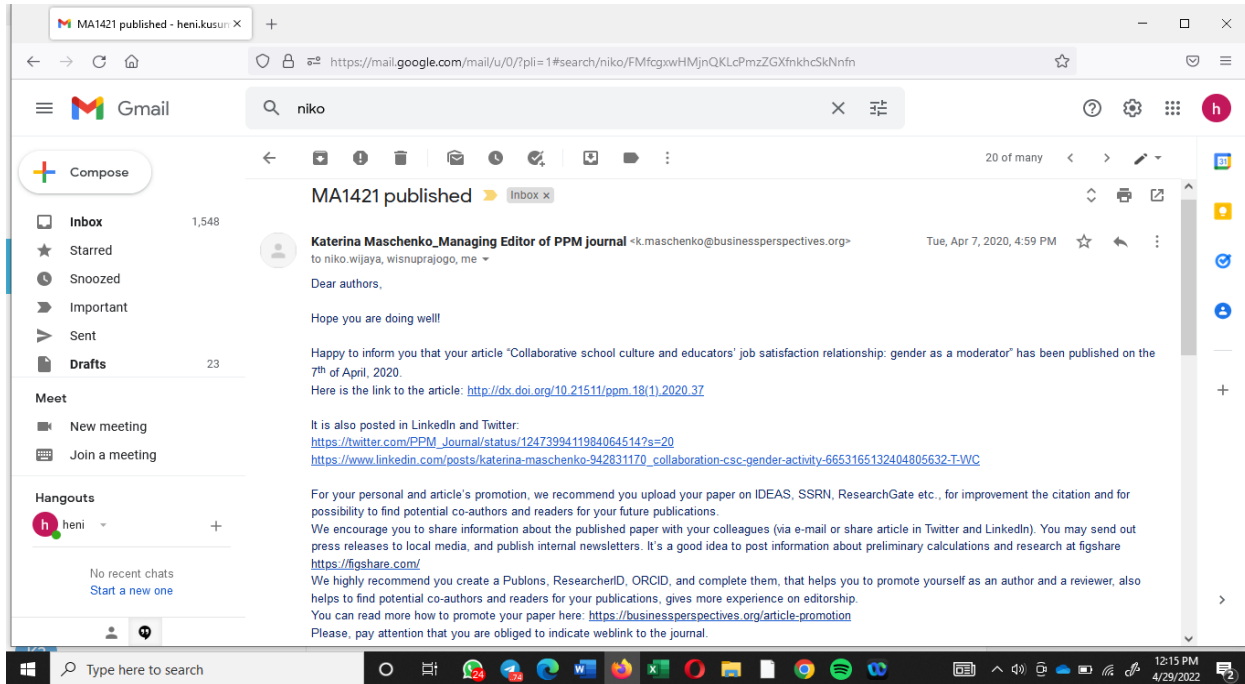 MA1421 published - heni.kusun
https://mail.google.com/mail/u/0/?pli=1#search/niko/FMfcgxwHMjnQKLcPmzZGXfnkhcSkNnfn
Gmail
niko
h
Compose
20 of many
31
MA1421 published
Inbox x
Inbox 1,548
Starred
Snoozed
Important
Sent
Drafts 23
Meet
New meeting
Join a meeting
Hangouts
h heni
No recent chats
Start a new one
Katerina Maschenko_Managing Editor of PPM journal <k.maschenko@businessperspectives.org> Tue, Apr 7, 2020, 4:59 PM
to niko.wijaya, wisnuprajogo, me
Dear authors,
Hope you are doing well!
Happy to inform you that your article “Collaborative school culture and educators’ job satisfaction relationship: gender as a moderator” has been published on the
7th of April, 2020.
Here is the link to the article: http://dx.doi.org/10.21511/ppm.18(1).2020.37
It is also posted in LinkedIn and Twitter:
https://twitter.com/PPM_Journal/status/1247399411984064514?s=20
https://www.linkedin.com/posts/katerina-maschenko-942831170_collaboration-csc-gender-activity-6653165132404805632-T-WC
For your personal and article’s promotion, we recommend you upload your paper on IDEAS, SSRN, ResearchGate etc., for improvement the citation and for
possibility to find potential co-authors and readers for your future publications.
We encourage you to share information about the published paper with your colleagues (via e-mail or share article in Twitter and LinkedIn). You may send out
press releases to local media, and publish internal newsletters. It’s a good idea to post information about preliminary calculations and research at figshare
https://figshare.com/
We highly recommend you create a Publons, ResearcherID, ORCID, and complete them, that helps you to promote yourself as an author and a reviewer, also
helps to find potential co-authors and readers for your publications, gives more experience on editorship.
You can read more how to promote your paper here: https://businessperspectives.org/article-promotion
Please, pay attention that you are obliged to indicate weblink to the journal.
Type here to search
24
74
12:15 PM
4/29/2022
2